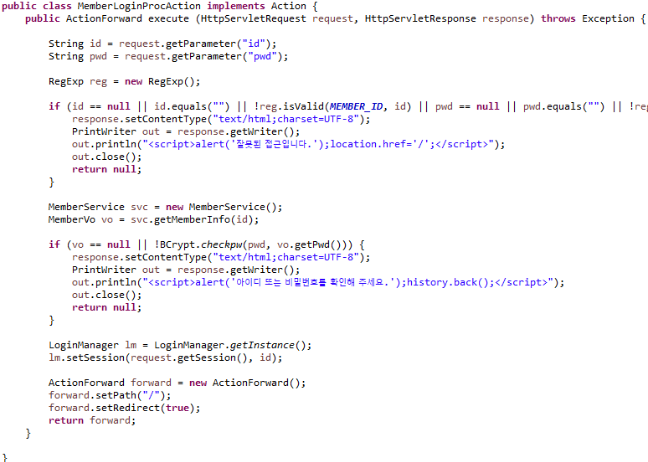 public class MemberLoginProcAction implements Action {
public ActionForward execute (HttpServletRequest request, HttpServletResponse response) throws Exception {
String id = request.getParameter("id");
String pwd = request.getParameter("pwd");
RegExp reg = new RegExp();
if (id == null || id.equals("") || !reg.isValid(MEMBER_ID, id) || pwd == null || pwd.equals("") || !reg
response.setContentType("text/html;charset=UTF-8");
PrintWriter out = response.getWriter();
out.println("<script>alert('잘못된 접근입니다.');location.href='/';</script>");
out.close();
return null;
}
MemberService svc = new MemberService();
MemberVo vo = svc.getMemberInfo(id);
if (vo == null || !BCrypt.checkpw(pwd, vo.getPwd())) {
response.setContentType("text/html;charset=UTF-8");
PrintWriter out = response.getWriter();
out.println("<script>alert('아이디 또는 비밀번호를 확인해 주세요.');history.back();</script>");
out.close();
return null;
}
LoginManager lm = LoginManager.getInstance();
lm.setSession(request.getSession(), id);
ActionForward forward = new ActionForward();
forward.setPath("/");
forward.setRedirect(true);
return forward;
}
}